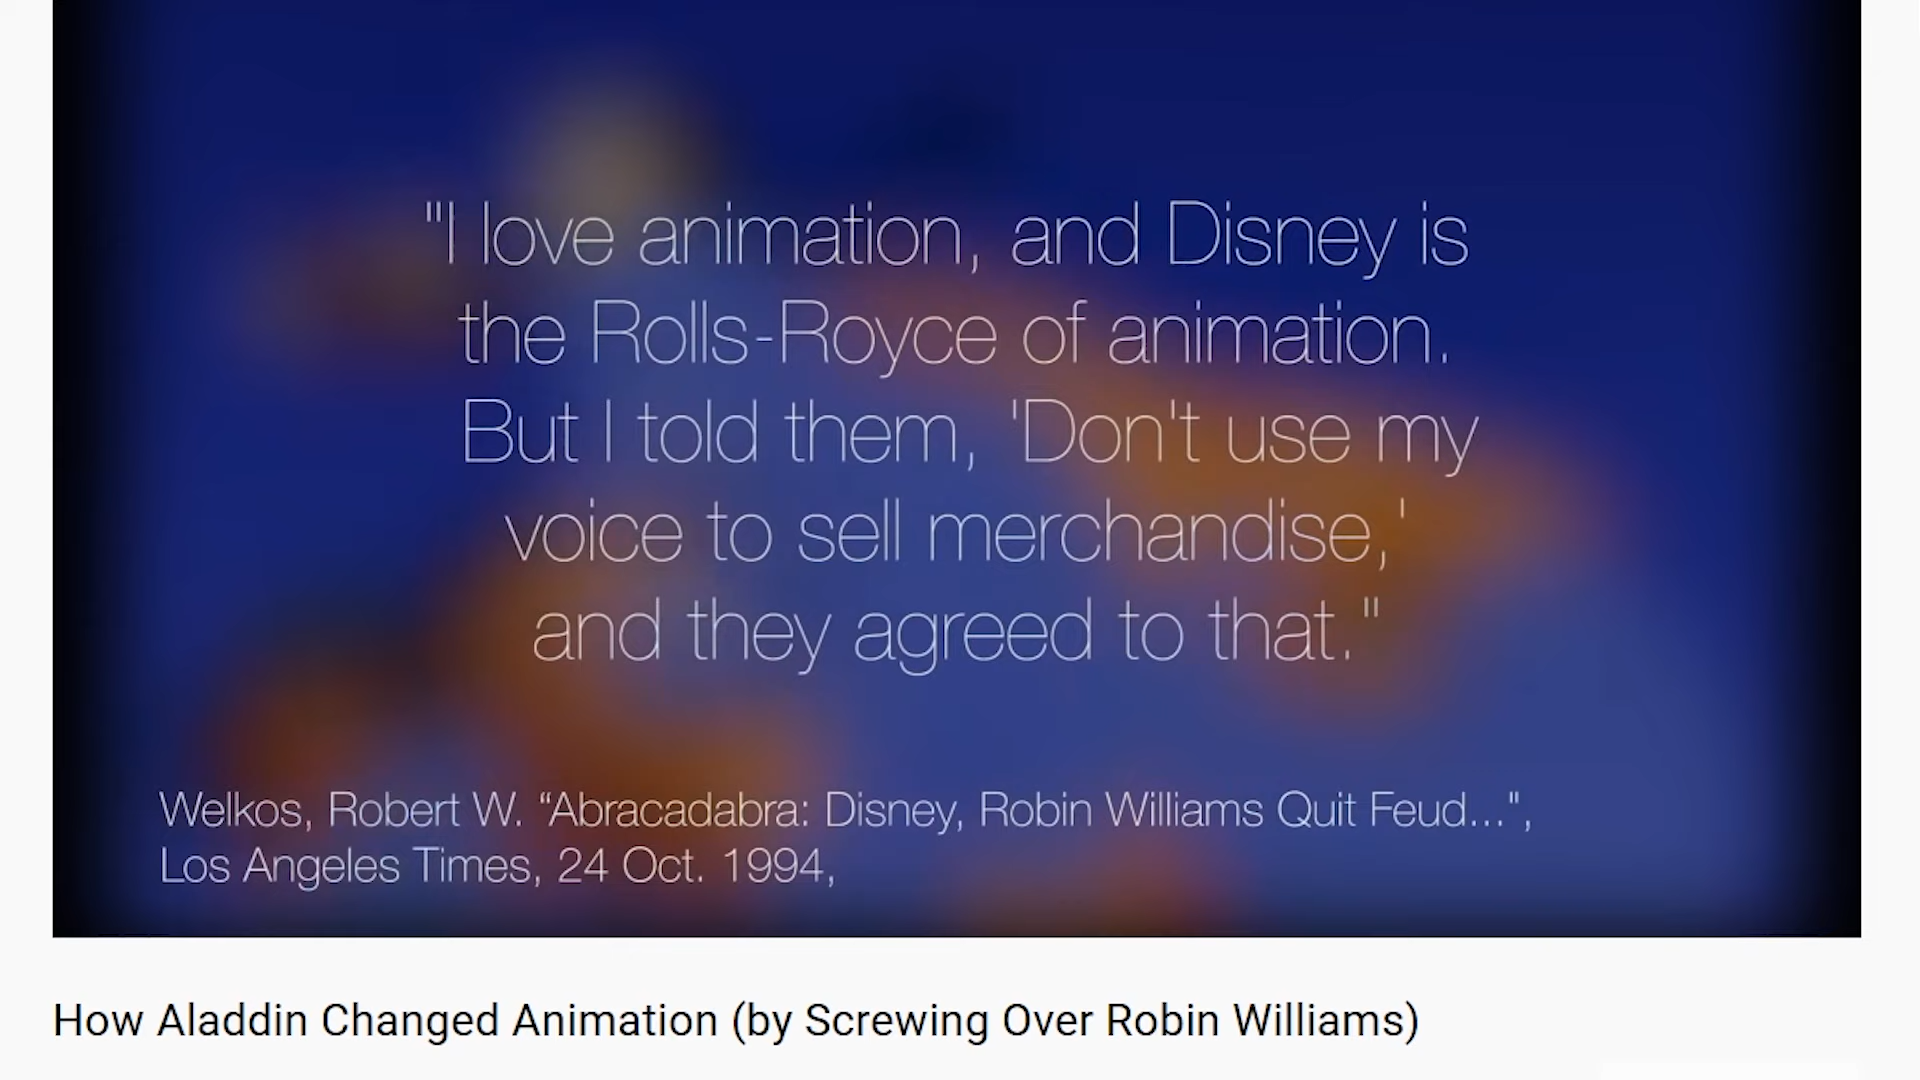 "I love animation, and Disney is
the Rolls-Royce of animation.
But I told them, 'Don't use my
voice to sell merchandise,'
and they agreed to that."
Welkos, Robert W. “Abracadabra: Disney, Robin Williams Quit Feud...",
Los Angeles Times, 24 Oct. 1994,
How Aladdin Changed Animation (by Screwing Over Robin Williams)